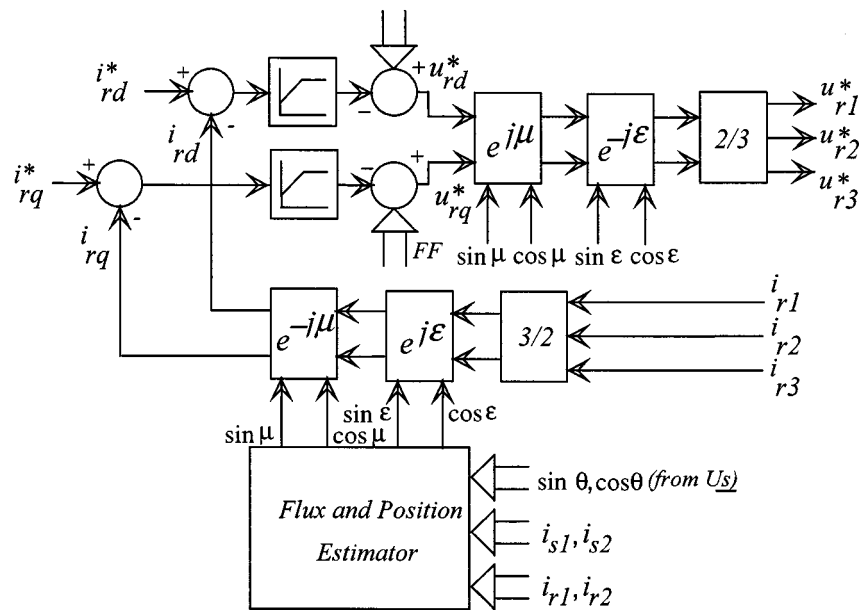 i*rd
+
-
ird
−
+
u*rd
i*rq
+
-
irq
−
+
u*rq
FF
e^jμ
e^-jε
2/3
u*r1
u*r2
u*r3
sin μ cos μ sin ε cos ε
e^-jμ
e^jε
3/2
ir1
ir2
ir3
sin μ
cos μ
sin ε
cos ε
Flux and Position
Estimator
sin θ, cosθ (from Us)
is1, is2
ir1, ir2